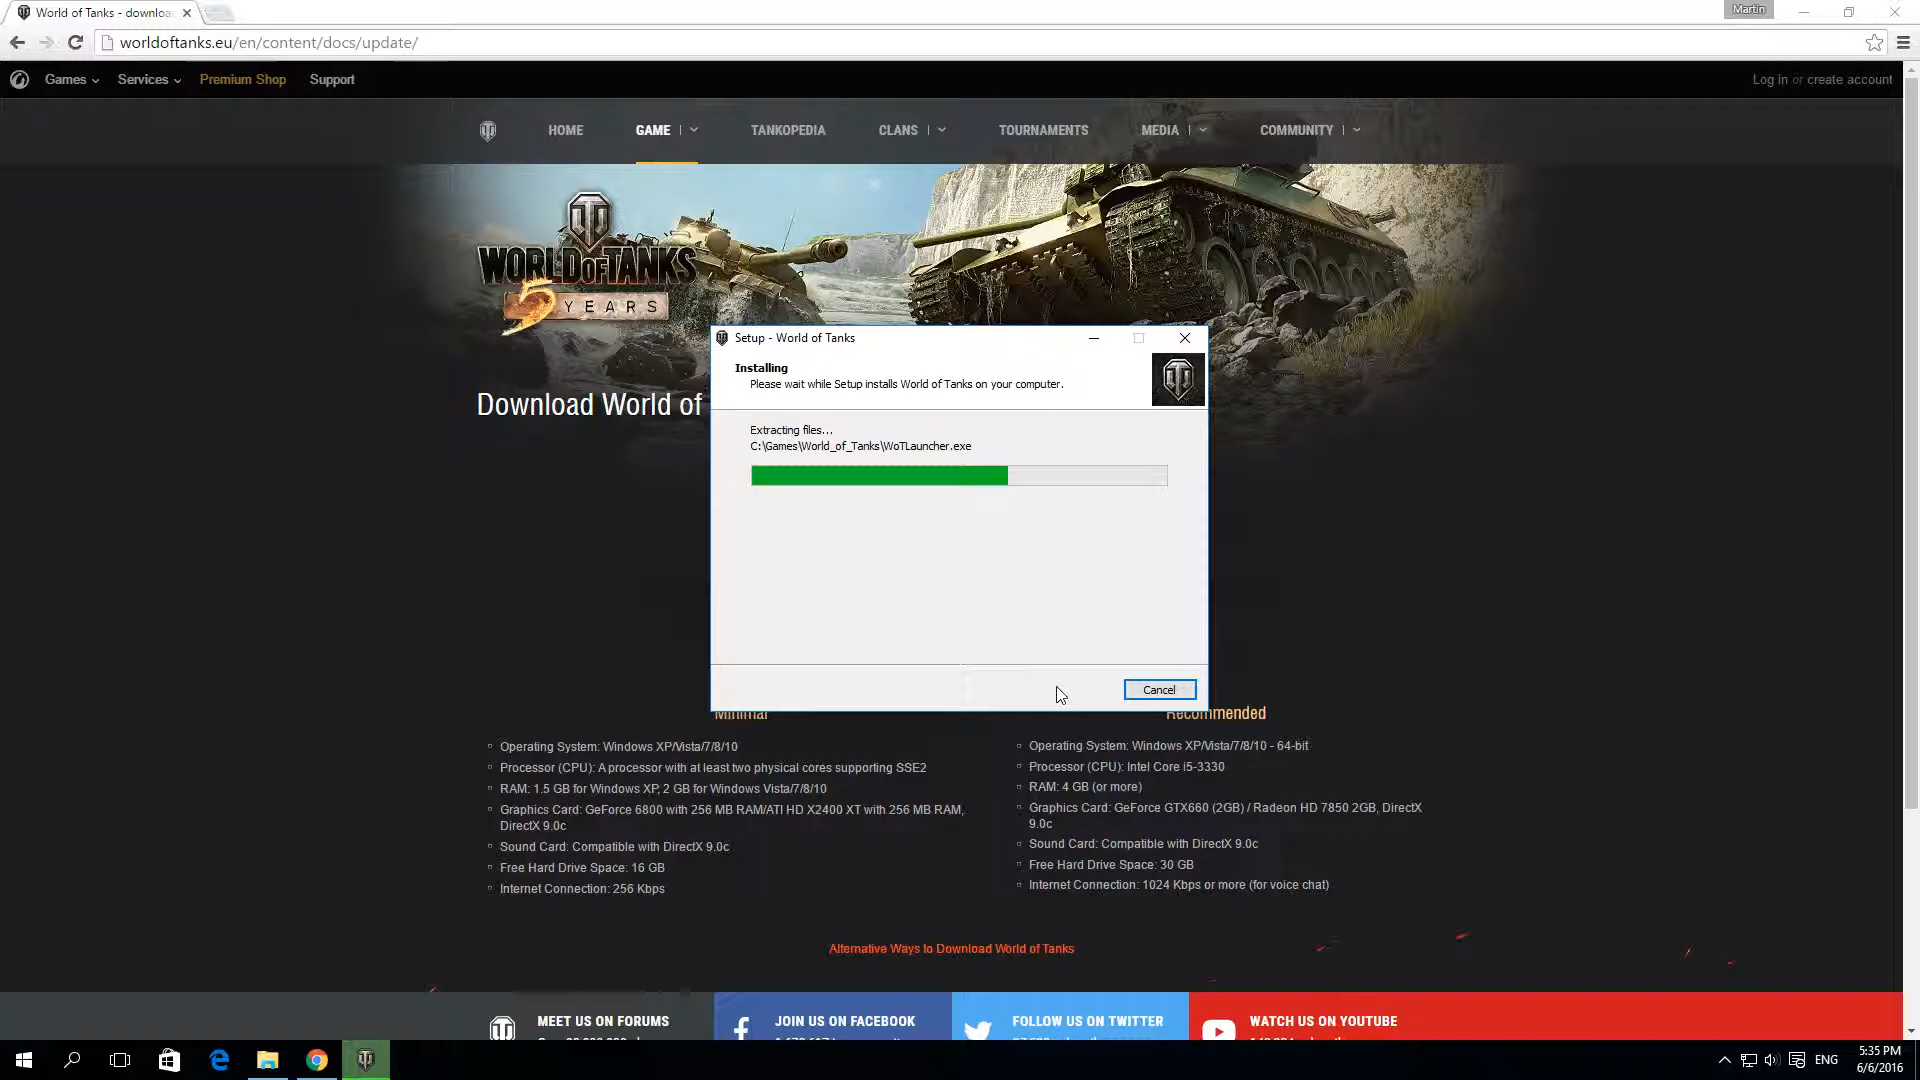 World of Tanks - downloa
Martin
worldoftanks.eu/en/content/docs/update/
Games Services Premium Shop Support Log in or create account
HOME GAME TANKOPEDIA CLANS TOURNAMENTS MEDIA COMMUNITY
WORLD OF TANKS
5 YEARS
Download World of
Setup - World of Tanks
Installing
Please wait while Setup installs World of Tanks on your computer.
Extracting files...
C:\Games\World_of_Tanks\WoTLauncher.exe
Cancel
Minimal
Operating System: Windows XP/Vista/7/8/10
Processor (CPU): A processor with at least two physical cores supporting SSE2
RAM: 1.5 GB for Windows XP, 2 GB for Windows Vista/7/8/10
Graphics Card: GeForce 6800 with 256 MB RAM/ATI HD X2400 XT with 256 MB RAM,
DirectX 9.0c
Sound Card: Compatible with DirectX 9.0c
Free Hard Drive Space: 16 GB
Internet Connection: 256 Kbps
Recommended
Operating System: Windows XP/Vista/7/8/10 - 64-bit
Processor (CPU): Intel Core i5-3330
RAM: 4 GB (or more)
Graphics Card: GeForce GTX660 (2GB) / Radeon HD 7850 2GB, DirectX
9.0c
Sound Card: Compatible with DirectX 9.0c
Free Hard Drive Space: 30 GB
Internet Connection: 1024 Kbps or more (for voice chat)
Alternative Ways to Download World of Tanks
MEET US ON FORUMS
JOIN US ON FACEBOOK
FOLLOW US ON TWITTER
WATCH US ON YOUTUBE
ENG
5:35 PM
6/6/2016